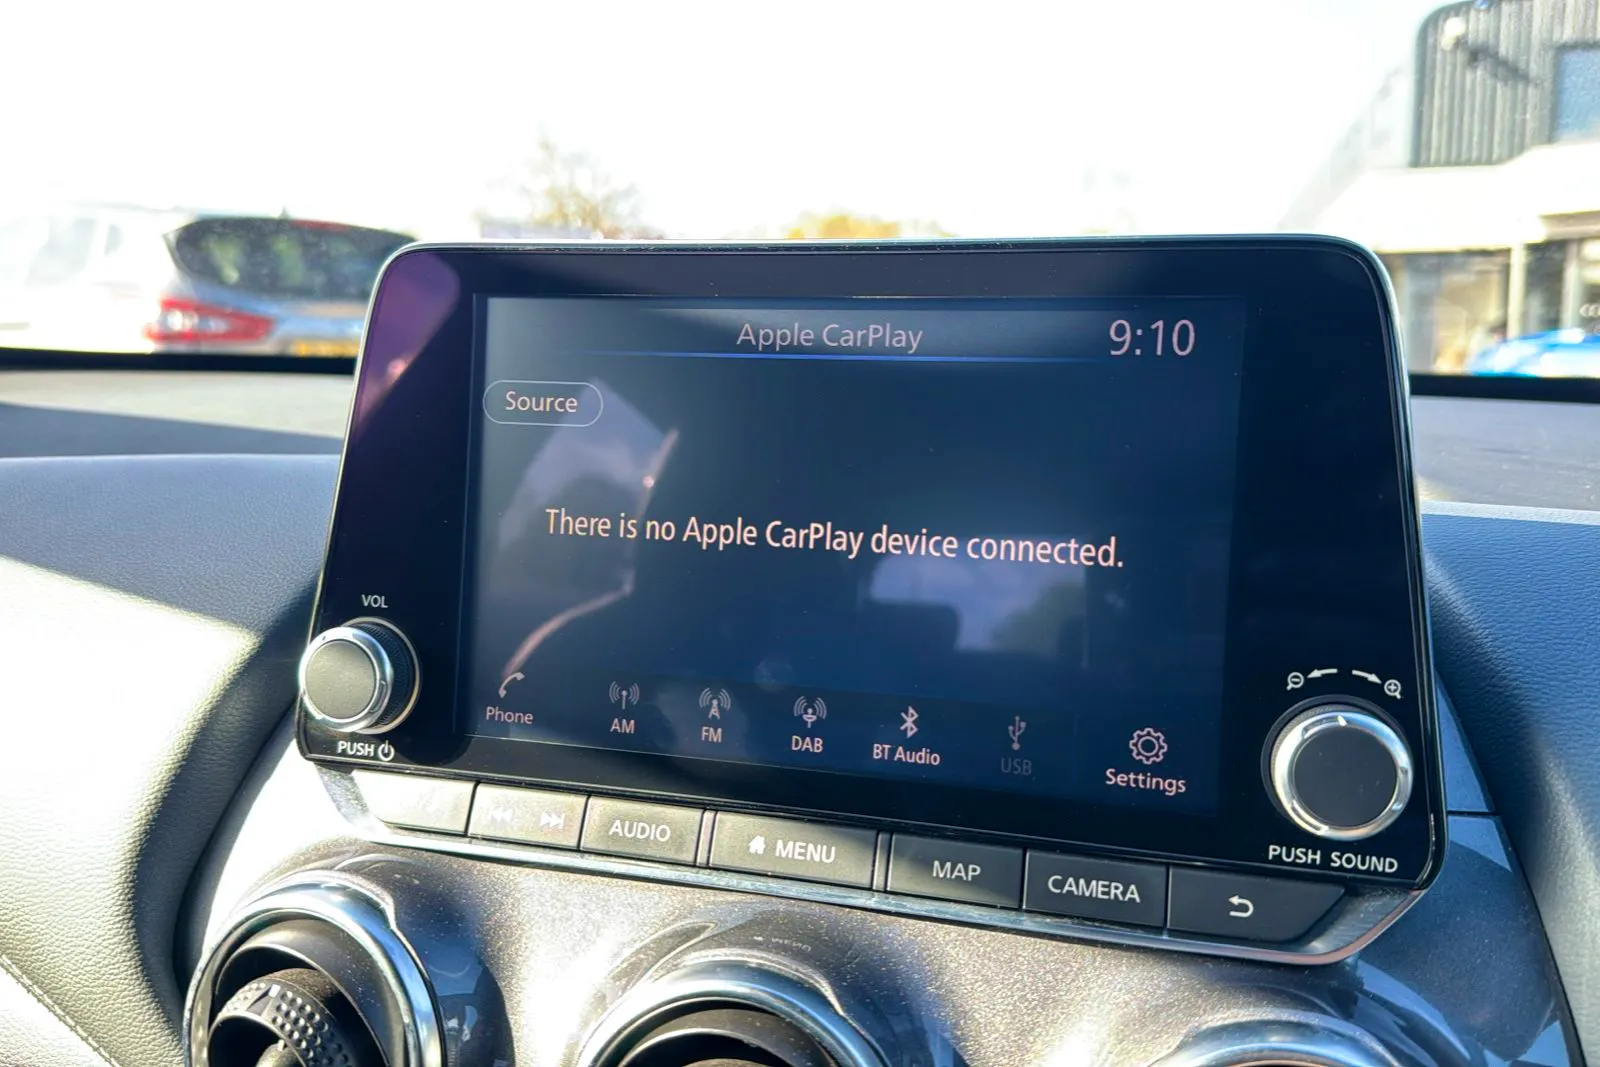 Apple CarPlay
9:10
Source
There is no Apple CarPlay device connected.
VOL
PUSH
Phone
AM
FM
DAB
BT Audio
USB
Settings
PUSH SOUND
AUDIO
MENU
MAP
CAMERA